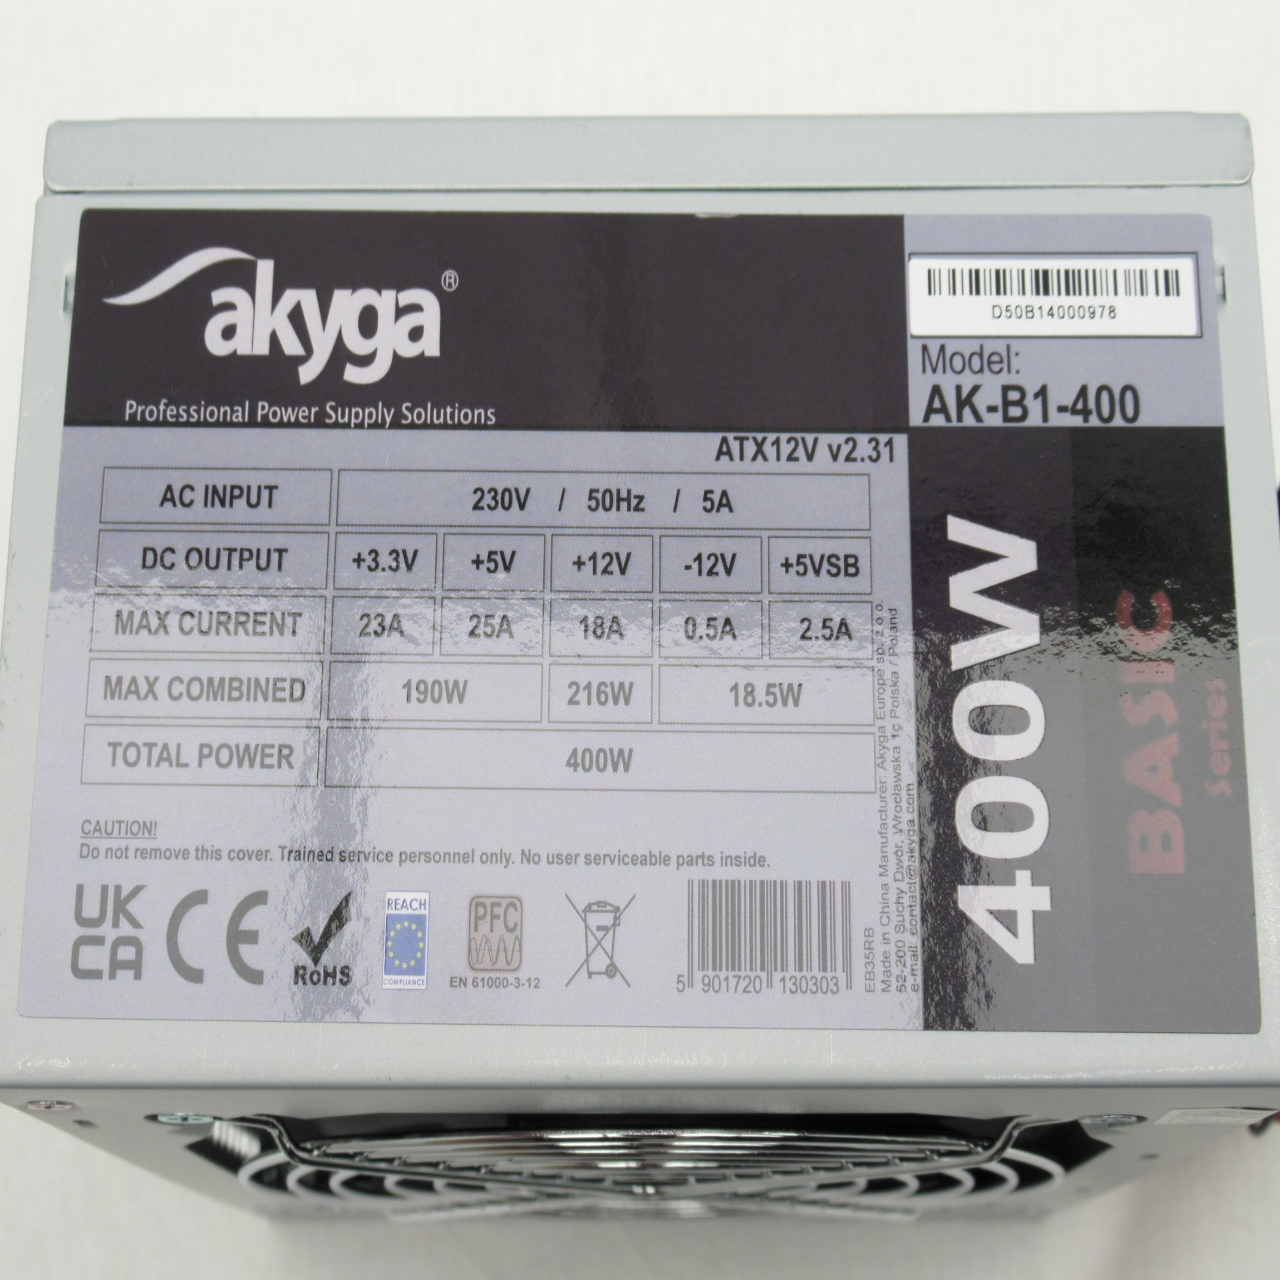 akyga®
Professional Power Supply Solutions
D50B14000978
Model:
AK-B1-400
ATX12V v2.31
AC INPUT 230V / 50Hz / 5A
DC OUTPUT +3.3V +5V +12V -12V +5VSB
MAX CURRENT 23A 25A 18A 0.5A 2.5A
MAX COMBINED 190W 216W 18.5W
TOTAL POWER 400W
CAUTION!
Do not remove this cover. Trained service personnel only. No user serviceable parts inside.
UK
CA
CE
RoHS
REACH
COMPLIANCE
PFC
EN 61000-3-12
5 901720 130303
EB35RB
Made in China Manufacturer: Akyga Europe sp. z o.o.
52-200 Suchy Dwór, Wrocławska 1c Polska / Poland
e-mail: contact@akyga.com
400W
BASIC
Series